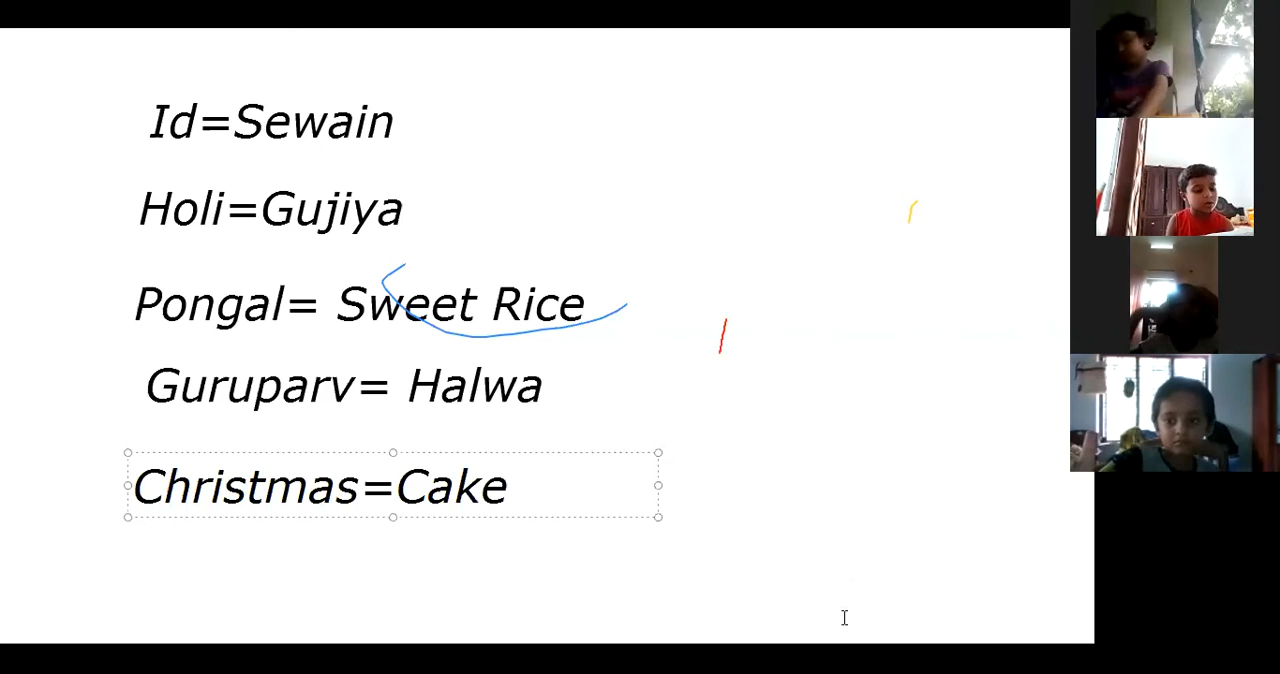 Id=Sewain
Holi=Gujiya
Pongal= Sweet Rice
Guruparv= Halwa
Christmas=Cake